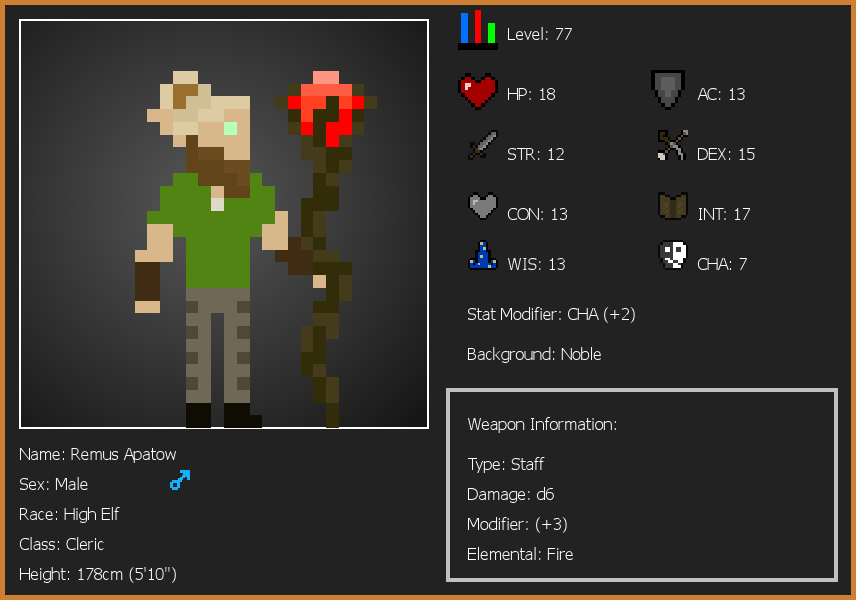 Level: 77
HP: 18
AC: 13
STR: 12
DEX: 15
CON: 13
INT: 17
WIS: 13
CHA: 7
Stat Modifier: CHA (+2)
Background: Noble
Weapon Information:
Type: Staff
Damage: d6
Modifier: (+3)
Elemental: Fire
Name: Remus Apatow
Sex: Male
Race: High Elf
Class: Cleric
Height: 178cm (5'10")